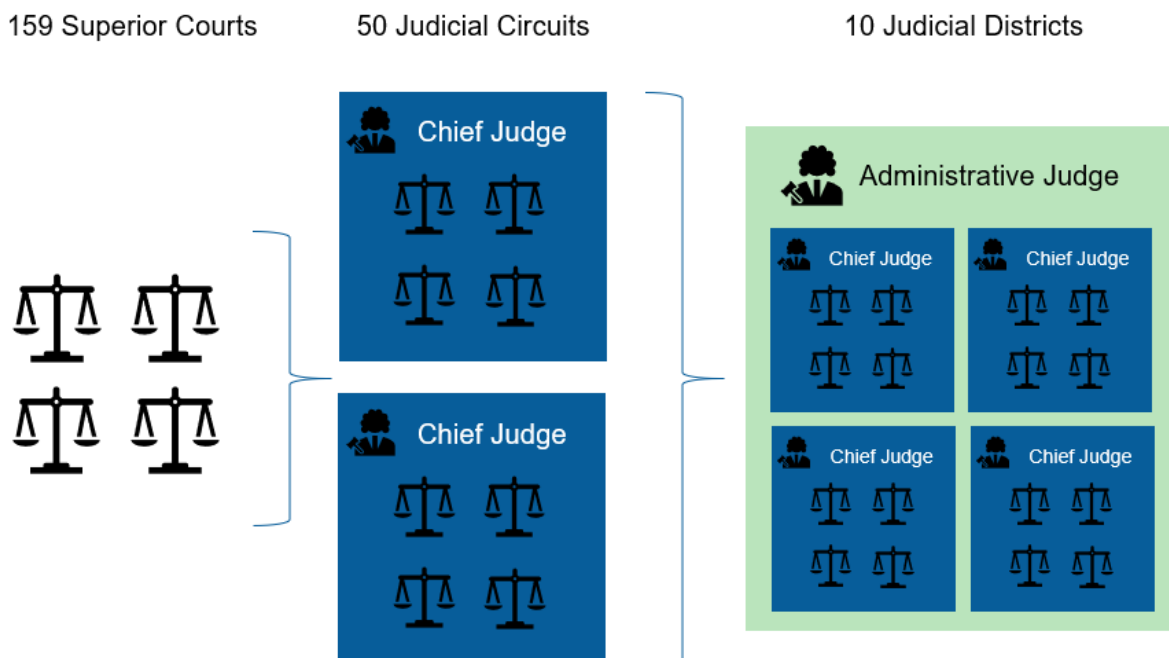 159 Superior Courts
50 Judicial Circuits
10 Judicial Districts
Chief Judge
Chief Judge
Administrative Judge
Chief Judge
Chief Judge
Chief Judge
Chief Judge